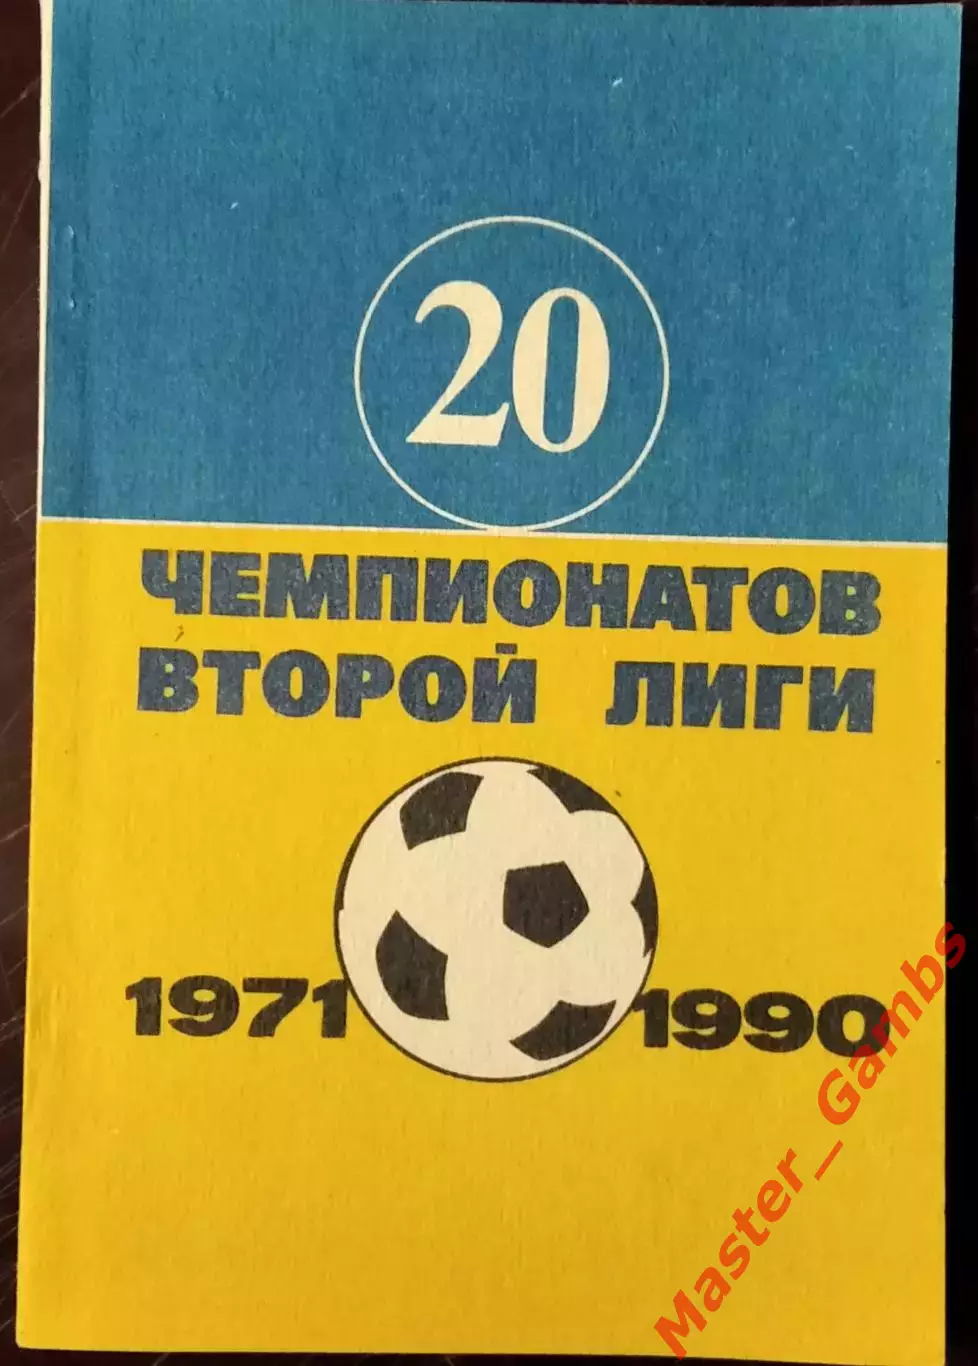 20
ЧЕМПИОНАТОВ
ВТОРОЙ ЛИГИ
1971 1990
Master_Gambs